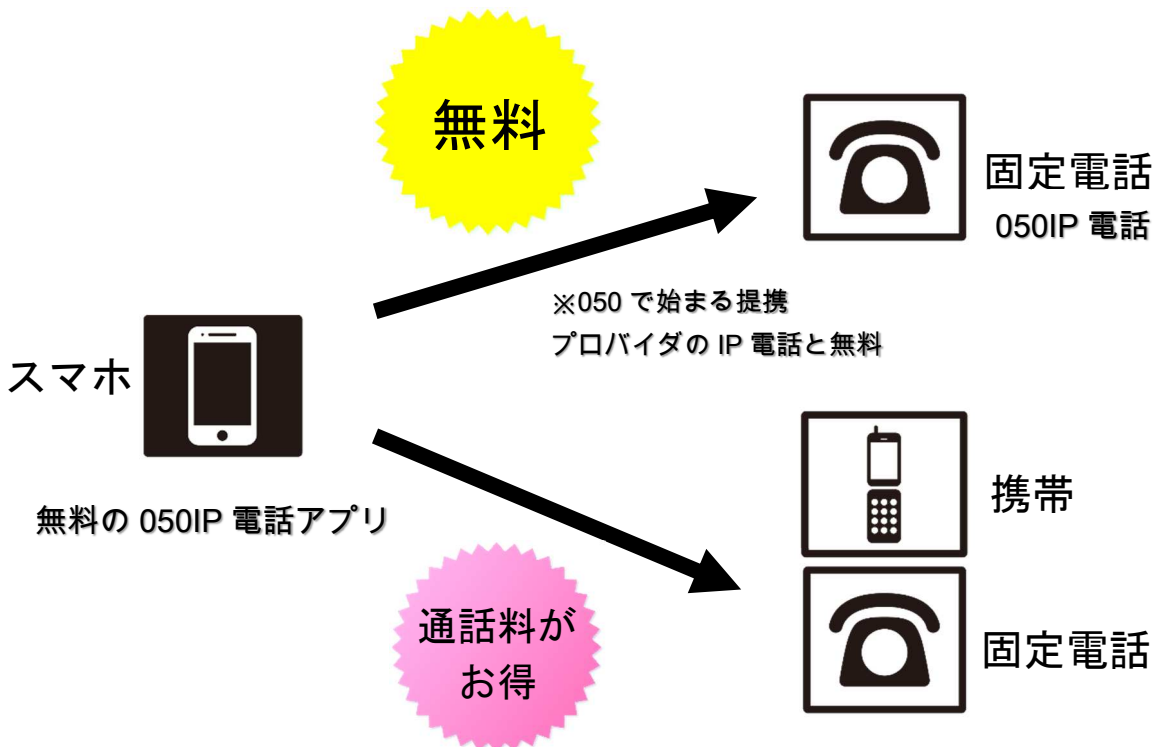 無料
固定電話
050IP 電話
※050 で始まる提携
プロバイダの IP 電話と無料
スマホ
無料の 050IP 電話アプリ
携帯
通話料が
お得
固定電話